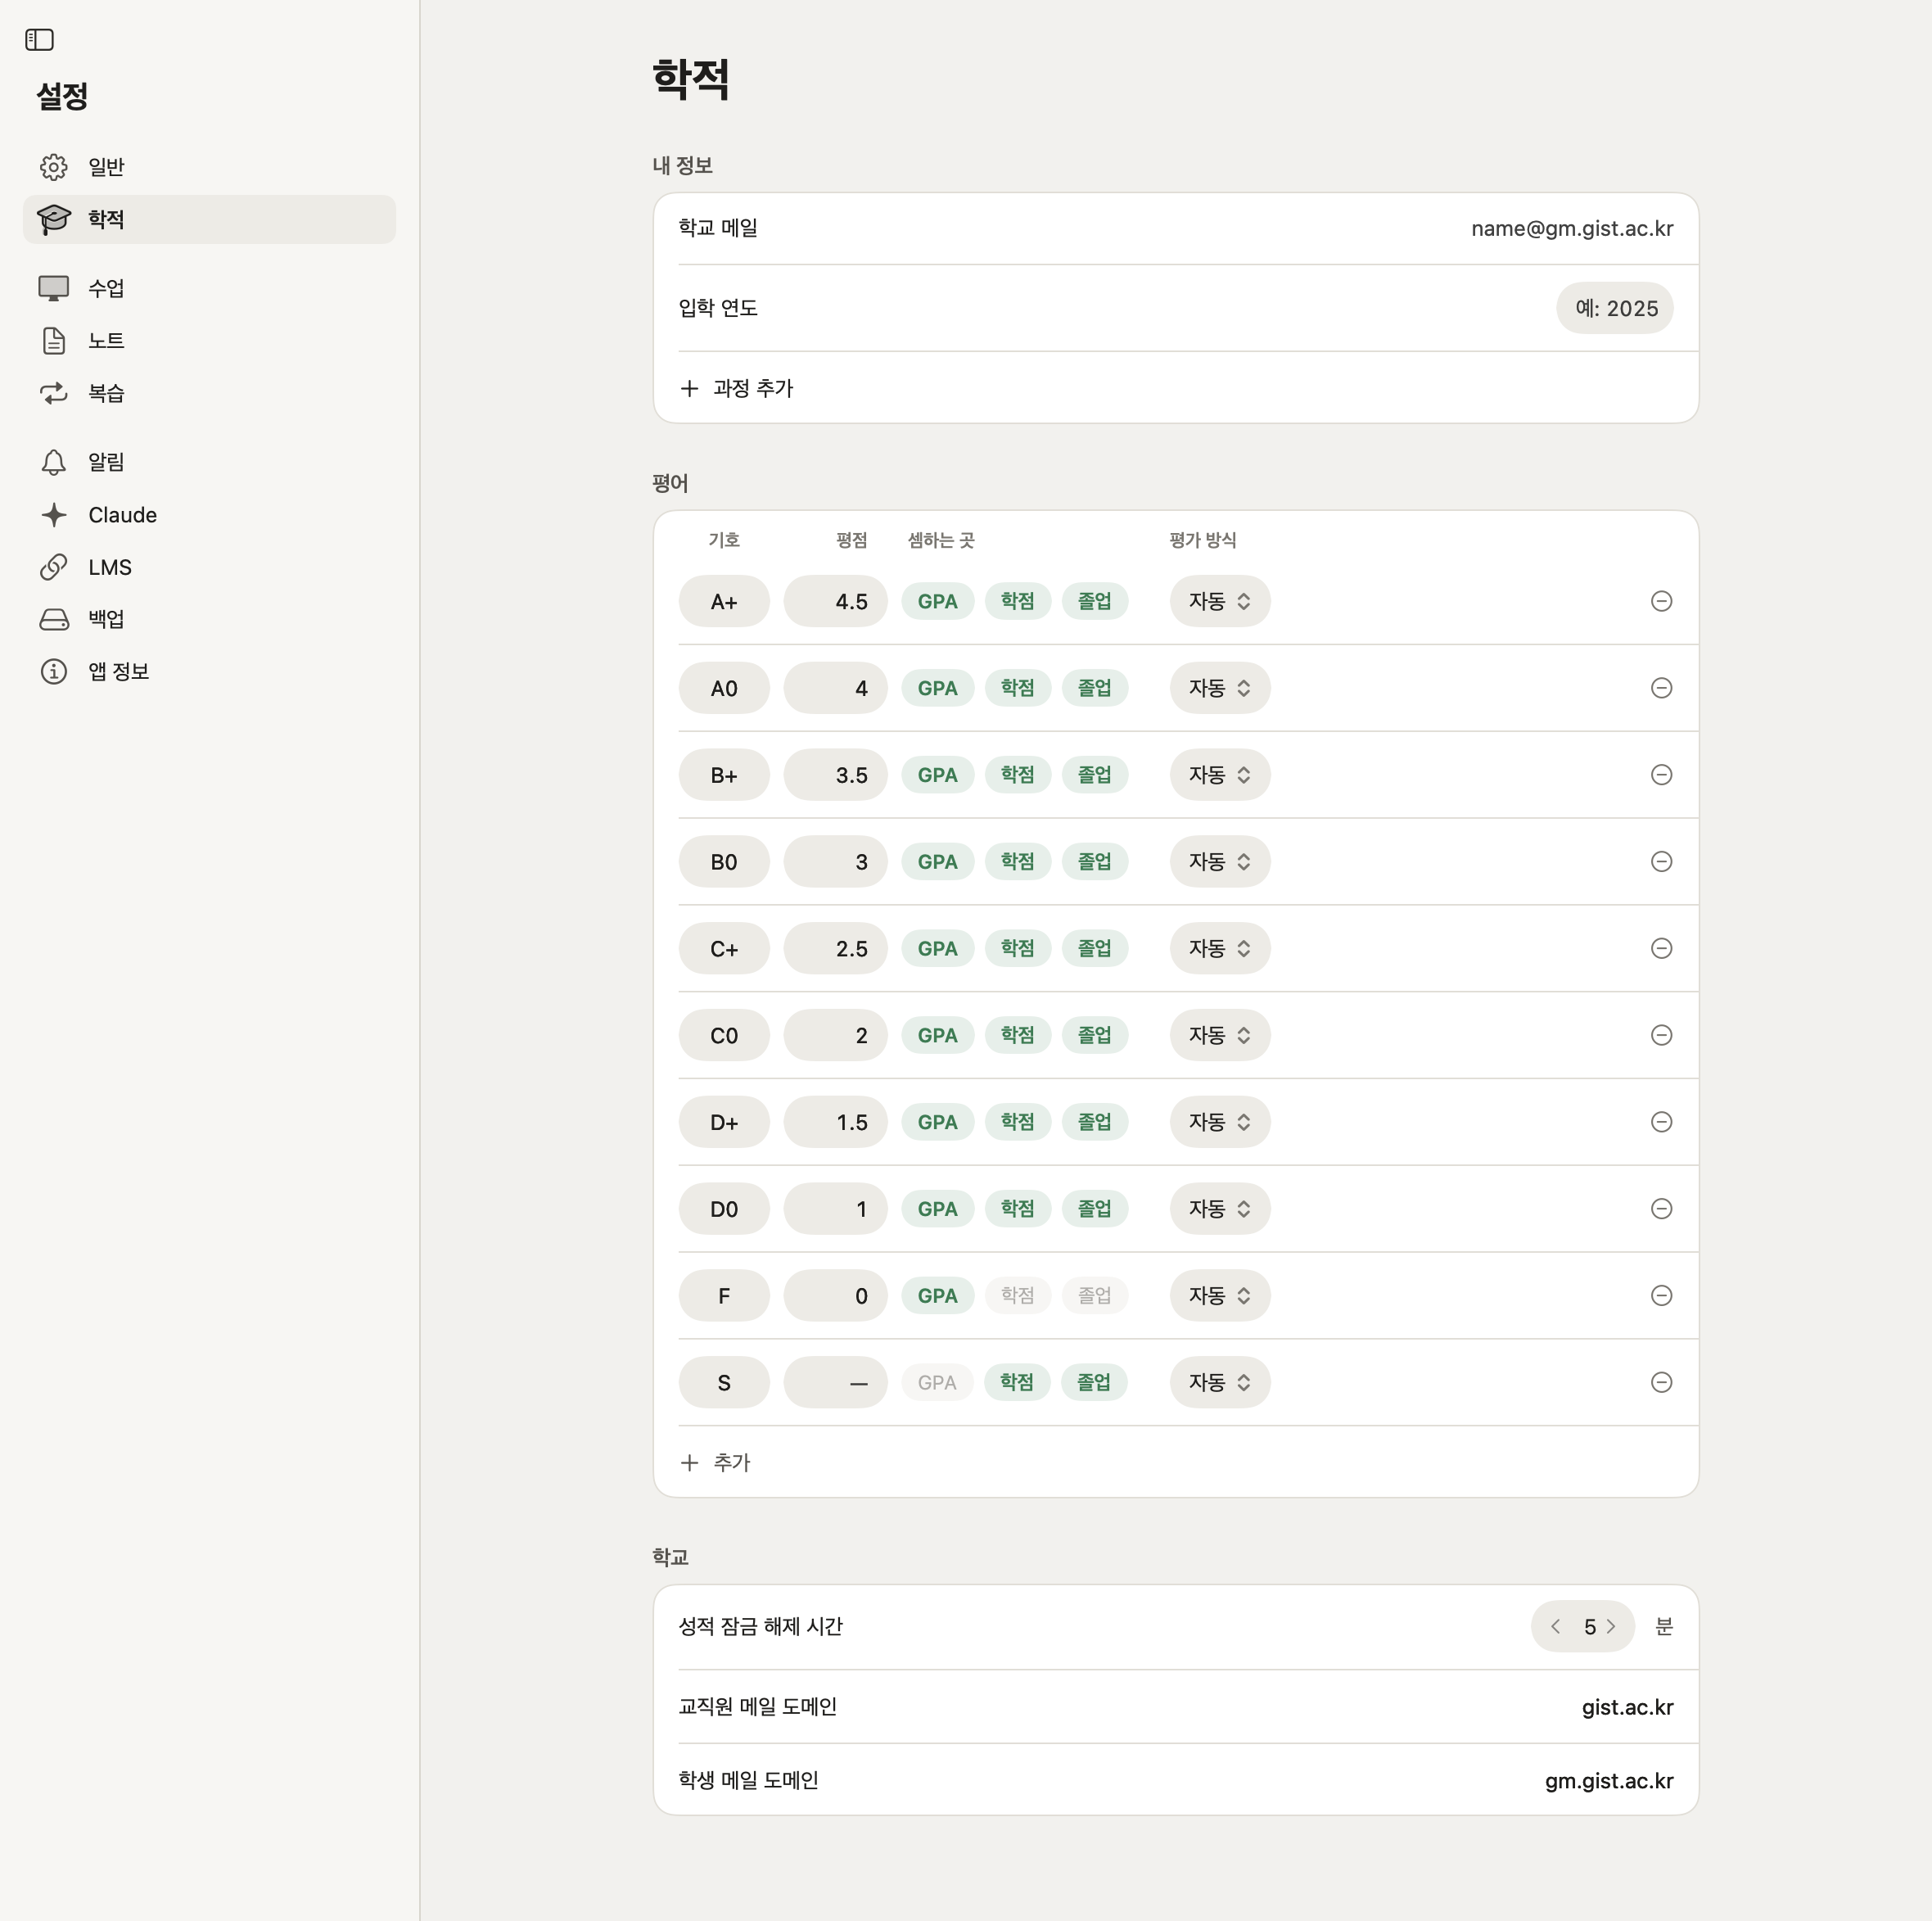 설정
일반
학적
수업
노트
복습
알림
Claude
LMS
백업
앱 정보
학적
내 정보
학교 메일 name@gm.gist.ac.kr
입학 연도 예: 2025
+ 과정 추가
평어
기호 평점 셈하는 곳 평가 방식
A+ 4.5 GPA 학점 졸업 자동
A0 4 GPA 학점 졸업 자동
B+ 3.5 GPA 학점 졸업 자동
B0 3 GPA 학점 졸업 자동
C+ 2.5 GPA 학점 졸업 자동
C0 2 GPA 학점 졸업 자동
D+ 1.5 GPA 학점 졸업 자동
D0 1 GPA 학점 졸업 자동
F 0 GPA 학점 졸업 자동
S — GPA 학점 졸업 자동
+ 추가
학교
성적 잠금 해제 시간 5 분
교직원 메일 도메인 gist.ac.kr
학생 메일 도메인 gm.gist.ac.kr